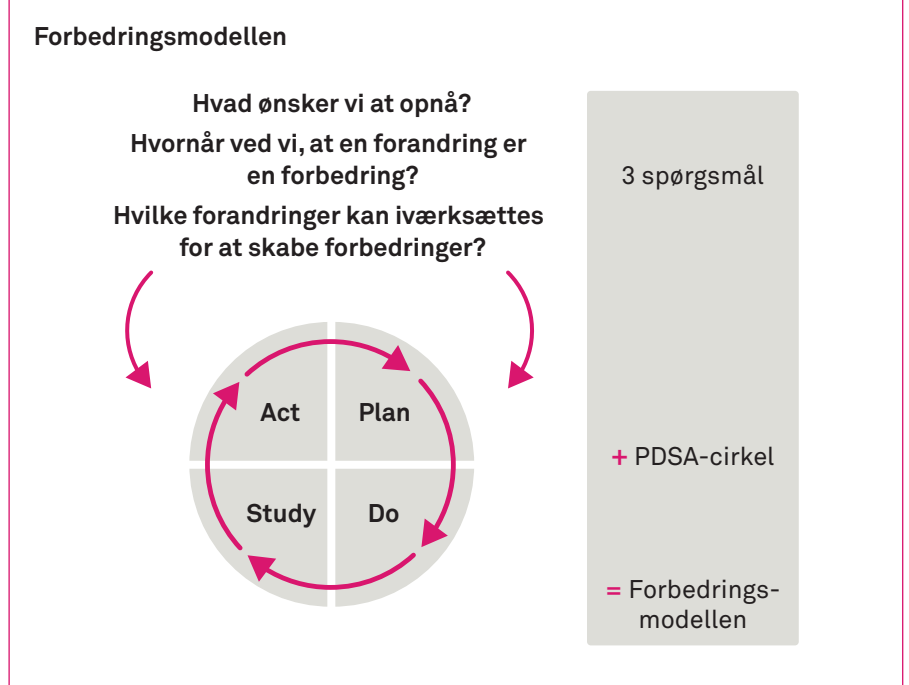 Forbedringsmodellen
Hvad ønsker vi at opnå?
Hvornår ved vi, at en forandring er
en forbedring?
Hvilke forandringer kan iværksættes
for at skabe forbedringer?
3 spørgsmål
Act
Plan
Study
Do
+ PDSA-cirkel
= Forbedrings-
modellen